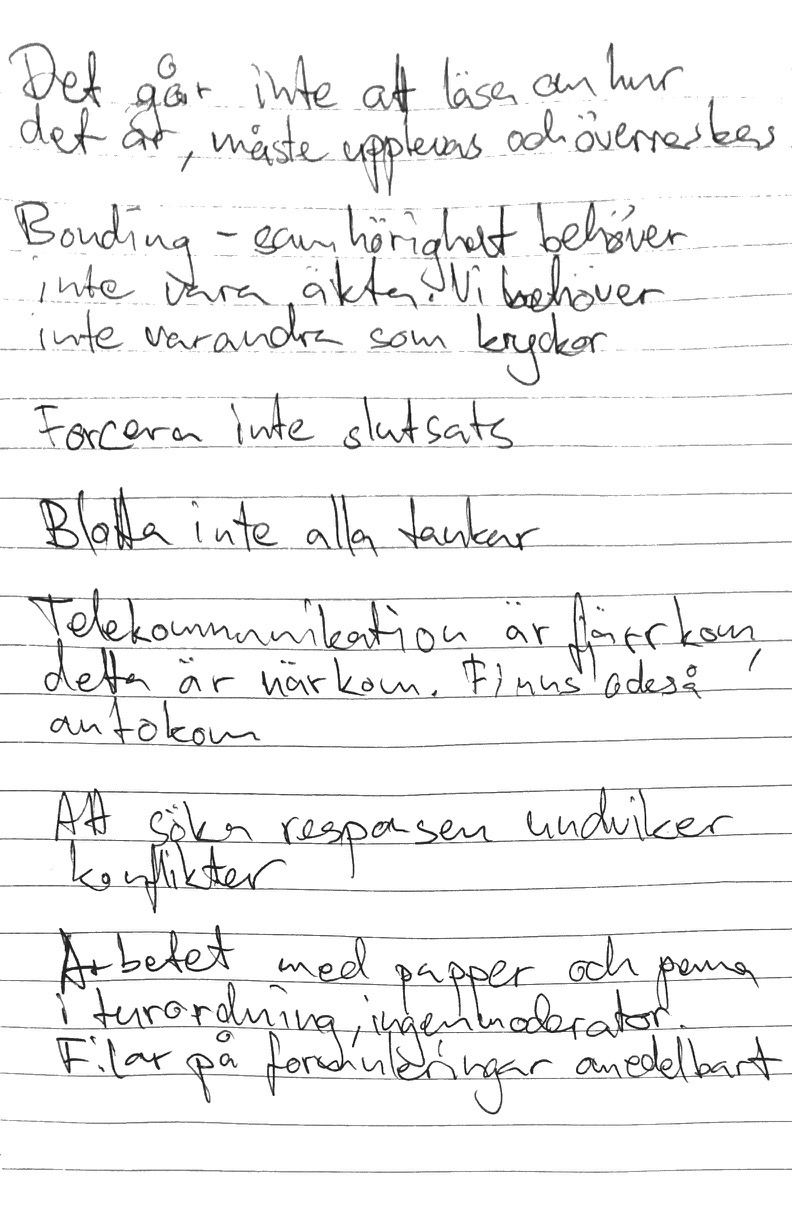 Det går inte att läsa om hur
det är, måste upplevas och överraskas
Bonding - samhörighet behöver
inte vara äkta. Vi behöver
inte varandra som kryckor
Forcera inte slutsats
Blotta inte alla tankar
Telekommunikation är fjärrkom,
detta är närkom. Finns också
autokom
Att söka responsen undviker
konflikter
Arbetet med papper och penna
i turordning, ingen moderator.
Filar på formuleringar omedelbart